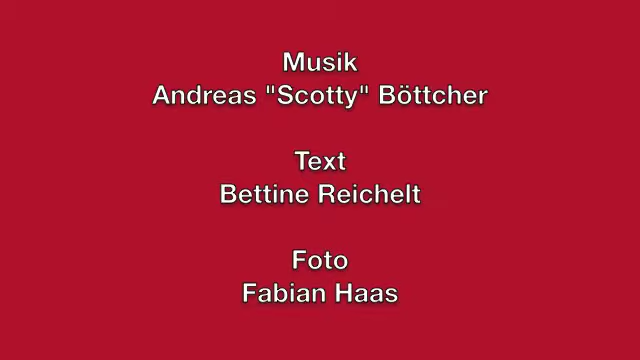 Musik
Andreas "Scotty" Böttcher
Text
Bettine Reichelt
Foto
Fabian Haas